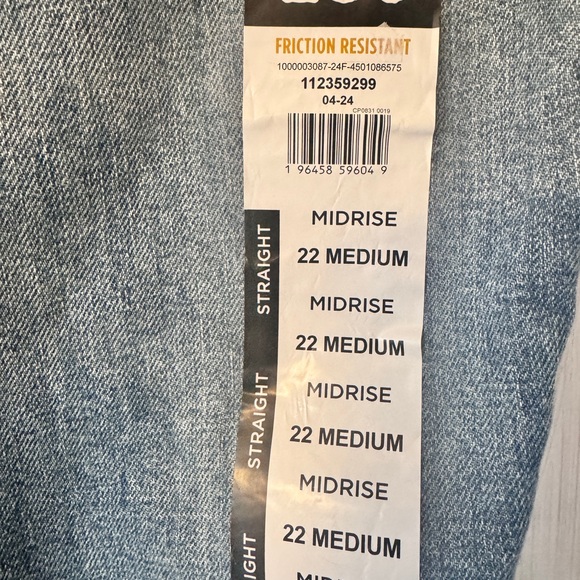 FRICTION RESISTANT
1000003087-24F-4501086575
112359299
04-24
CP0831 0019
1 96458 59604 9
MIDRISE
22 MEDIUM
STRAIGHT
MIDRISE
22 MEDIUM
MIDRISE
22 MEDIUM
STRAIGHT
MIDRISE
22 MEDIUM